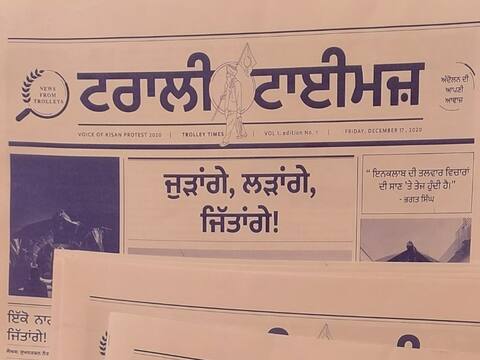 NEWS
FROM
TROLLEYS
ਟਰਾਲੀ ਟਾਈਮਜ਼
ਅੰਦੋਲਨ ਦੀ
ਆਪਣੀ
ਆਵਾਜ਼
VOICE OF KISAN PROTEST 2020 | TROLLEY TIMES | VOL 1, edition No. 1 | FRIDAY, DECEMBER 17, 2020
ਜੁੜਾਂਗੇ, ਲੜਾਂਗੇ,
ਜਿੱਤਾਂਗੇ!
“ ਇਨਕਲਾਬ ਦੀ ਤਲਵਾਰ ਵਿਚਾਰਾਂ
ਦੀ ਸਾਣ 'ਤੇ ਤੇਜ਼ ਹੁੰਦੀ ਹੈ।”
- ਭਗਤ ਸਿੰਘ
ਇੱਕੋ
ਜਿੱਤਾਂਗੇ!